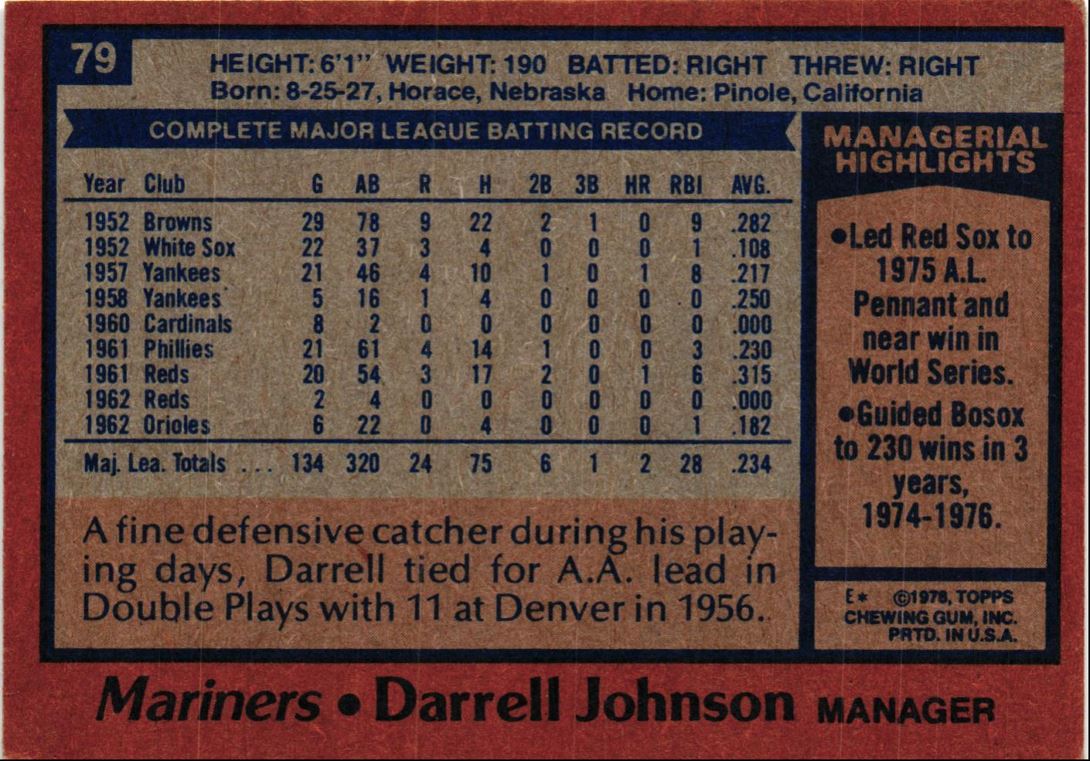 79
HEIGHT: 6'1" WEIGHT: 190 BATTED: RIGHT THREW: RIGHT
Born: 8-25-27, Horace, Nebraska Home: Pinole, California
COMPLETE MAJOR LEAGUE BATTING RECORD
Year Club G AB R H 2B 3B HR RBI AVG.
1952 Browns 29 78 9 22 2 1 0 9 .282
1952 White Sox 22 37 3 4 0 0 0 1 .108
1957 Yankees 21 46 4 10 1 0 1 8 .217
1958 Yankees 5 16 1 4 0 0 0 0 .250
1960 Cardinals 8 2 0 0 0 0 0 0 .000
1961 Phillies 21 61 4 14 1 0 0 3 .230
1961 Reds 20 54 3 17 2 0 1 6 .315
1962 Reds 2 4 0 0 0 0 0 0 .000
1962 Orioles 6 22 0 4 0 0 0 1 .182
Maj. Lea. Totals ... 134 320 24 75 6 1 2 28 .234
A fine defensive catcher during his play-
ing days, Darrell tied for A.A. lead in
Double Plays with 11 at Denver in 1956.
MANAGERIAL
HIGHLIGHTS
•Led Red Sox to
1975 A.L.
Pennant and
near win in
World Series.
•Guided Bosox
to 230 wins in 3
years,
1974-1976.
E* ©1978, TOPPS
CHEWING GUM, INC.
PRTD. IN U.S.A.
Mariners • Darrell Johnson MANAGER